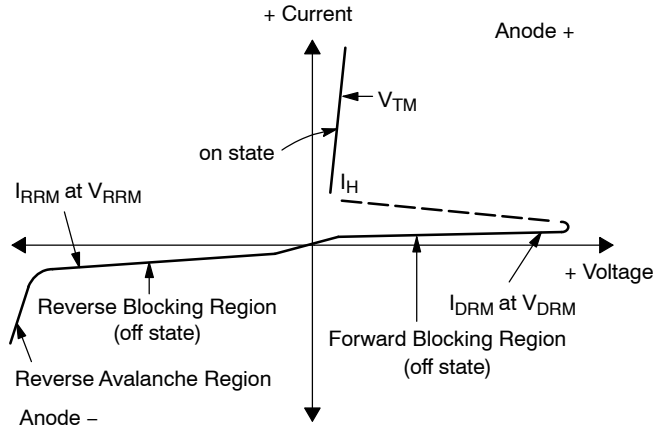 + Current
Anode +
V_TM
on state
I_H
I_RRM at V_RRM
+ Voltage
Reverse Blocking Region
(off state)
I_DRM at V_DRM
Forward Blocking Region
(off state)
Reverse Avalanche Region
Anode −